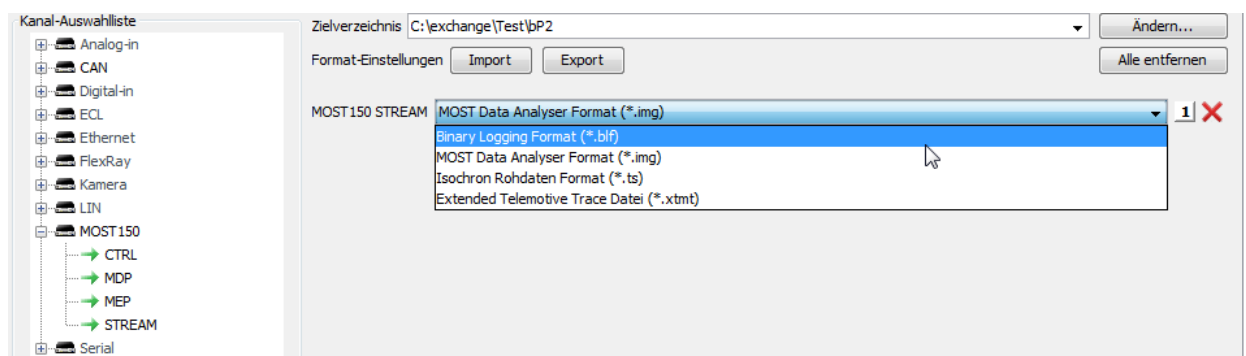 Kanal-Auswahlliste
Analog-in
CAN
Digital-in
ECL
Ethernet
FlexRay
Kamera
LIN
MOST150
CTRL
MDP
MEP
STREAM
Serial
Zielverzeichnis C:\exchange\Test\bP2 Ändern...
Format-Einstellungen Import Export Alle entfernen
MOST150 STREAM MOST Data Analyser Format (*.img) 1
Binary Logging Format (*.blf)
MOST Data Analyser Format (*.img)
Isochron Rohdaten Format (*.ts)
Extended Telemotive Trace Datei (*.xtmt)